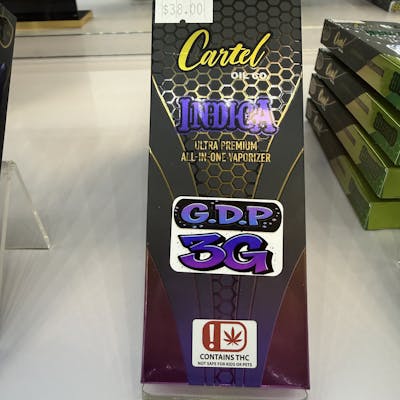 $38.00
Cartel
OIL CO.
INDICA
ULTRA PREMIUM
ALL-IN-ONE VAPORIZER
G.D.P
3G
!
CONTAINS THC
NOT SAFE FOR KIDS OR PETS